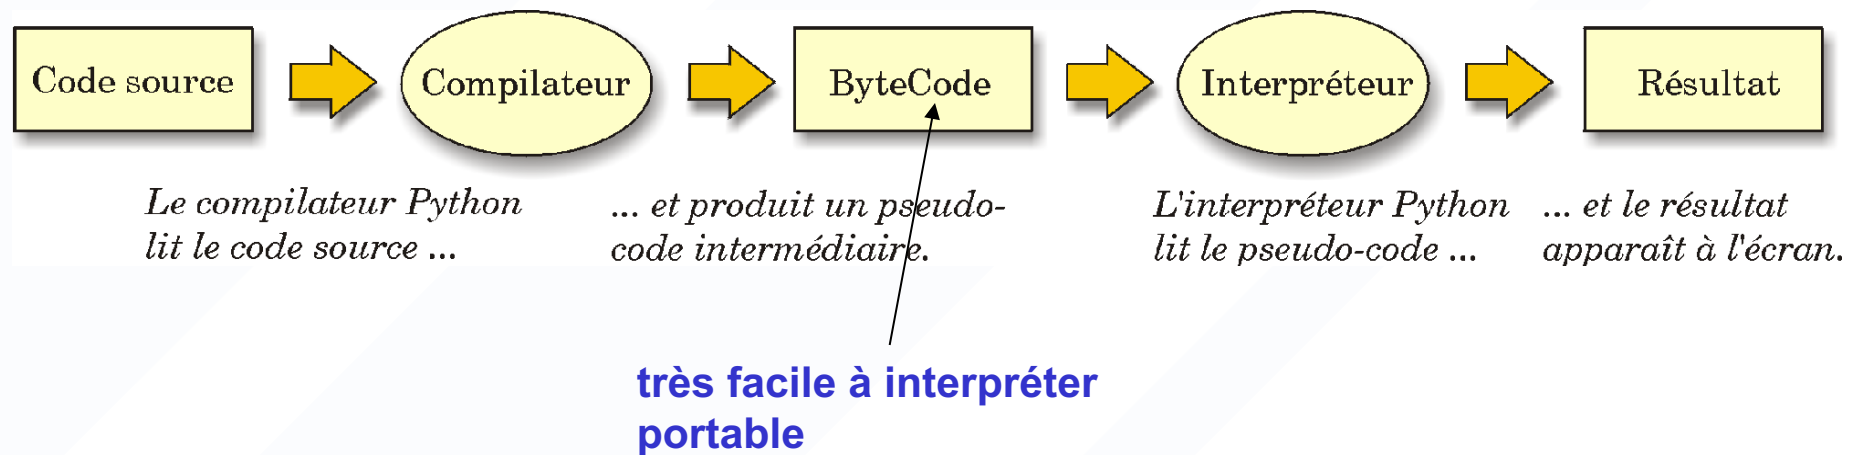 Code source
Compilateur
ByteCode
Interpréteur
Résultat
Le compilateur Python
lit le code source ...
... et produit un pseudo-
code intermédiaire.
L'interpréteur Python
lit le pseudo-code ...
... et le résultat
apparaît à l'écran.
très facile à interpréter
portable